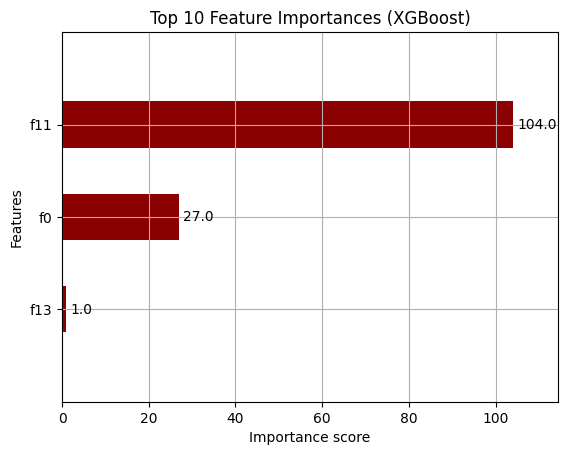 Top 10 Feature Importances (XGBoost)
f11
104.0
f0
27.0
f13
1.0
Features
0 20 40 60 80 100
Importance score